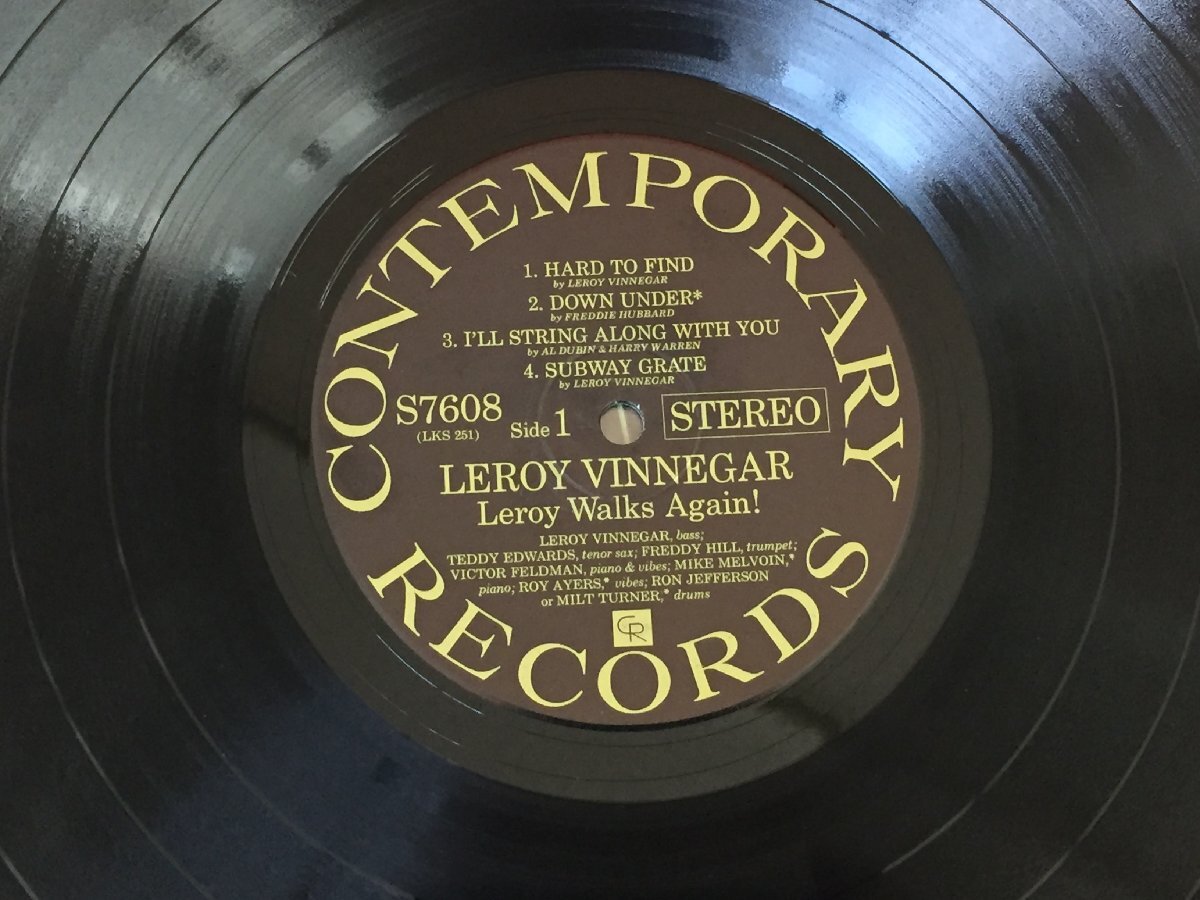 CONTEMPORARY
1. HARD TO FIND
by LEROY VINNEGAR
2. DOWN UNDER*
by FREDDIE HUBBARD
3. I'LL STRING ALONG WITH YOU
by AL DUBIN & HARRY WARREN
4. SUBWAY GRATE
by LEROY VINNEGAR
S7608
(LKS 251)
Side 1
STEREO
LEROY VINNEGAR
Leroy Walks Again!
LEROY VINNEGAR, bass;
TEDDY EDWARDS, tenor sax; FREDDY HILL, trumpet;
VICTOR FELDMAN, piano & vibes; MIKE MELVOIN,*
piano; ROY AYERS,* vibes; RON JEFFERSON
or MILT TURNER,* drums
CR
RECORDS